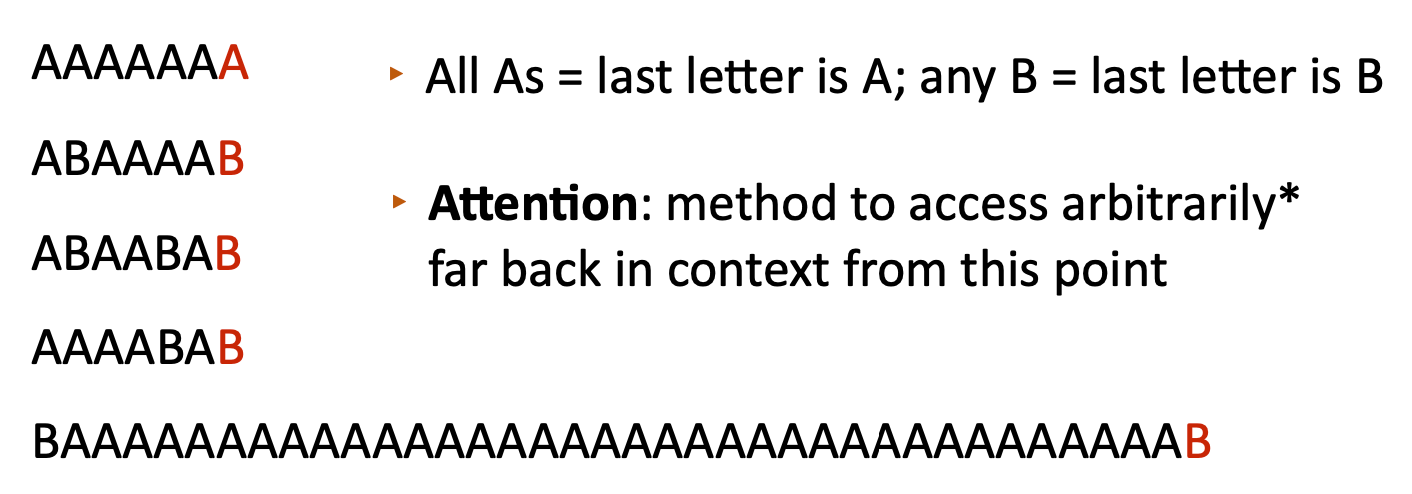 AAAAAAA
▸ All As = last letter is A; any B = last letter is B
ABAAAAB
▸ Attention: method to access arbitrarily*
far back in context from this point
ABAABAB
AAAABAB
BAAAAAAAAAAAAAAAAAAAAAAAAAAAAAAAAAAAAB